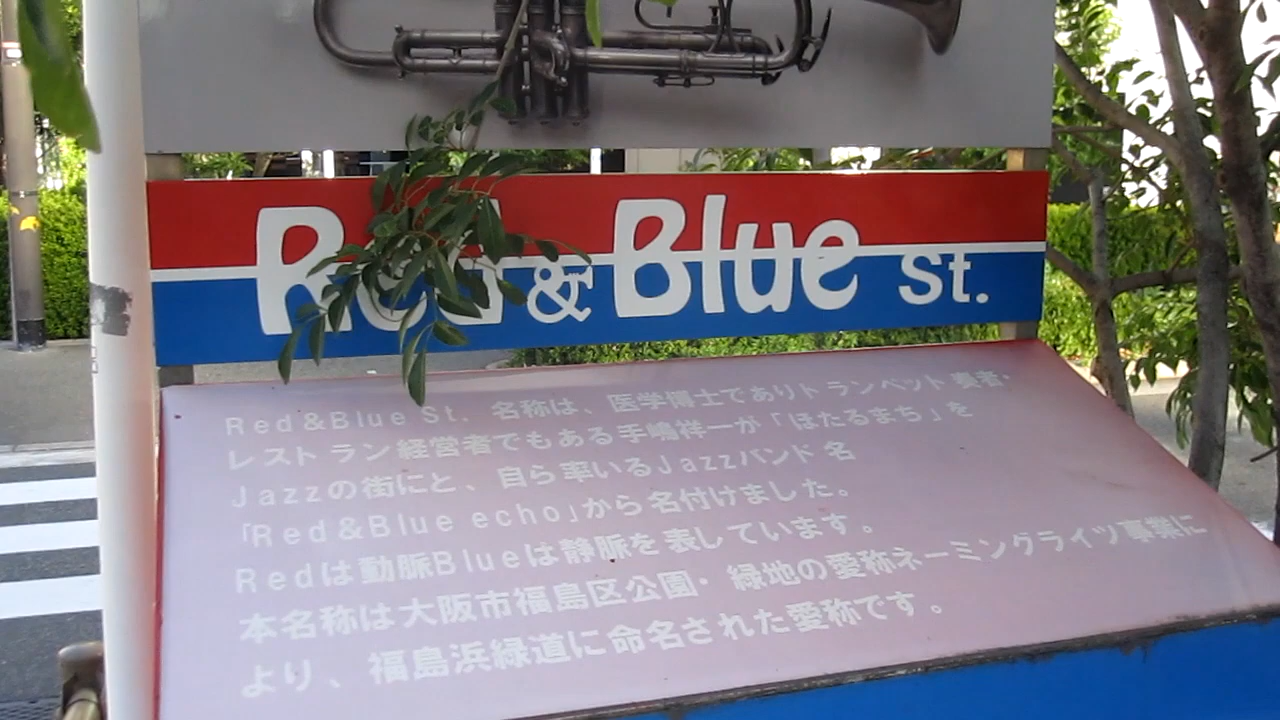 Red & Blue St.
Red&Blue St. 名称は、医学博士でありトランペット奏者・
レストラン経営者でもある手嶋祥一が「ほたるまち」を
Jazzの街にと、自ら率いるJazzバンド名
「Red&Blue echo」から名付けました。
Redは動脈Blueは静脈を表しています。
本名称は大阪市福島区公園・緑地の愛称ネーミングライツ事業に
より、福島浜緑道に命名された愛称です。